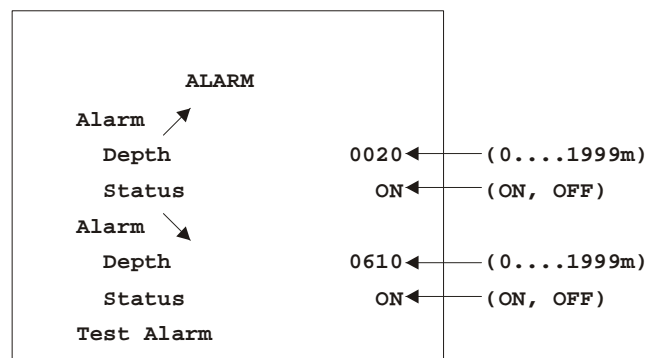 ALARM
Alarm
Depth 0020 (0....1999m)
Status ON (ON, OFF)
Alarm
Depth 0610 (0....1999m)
Status ON (ON, OFF)
Test Alarm